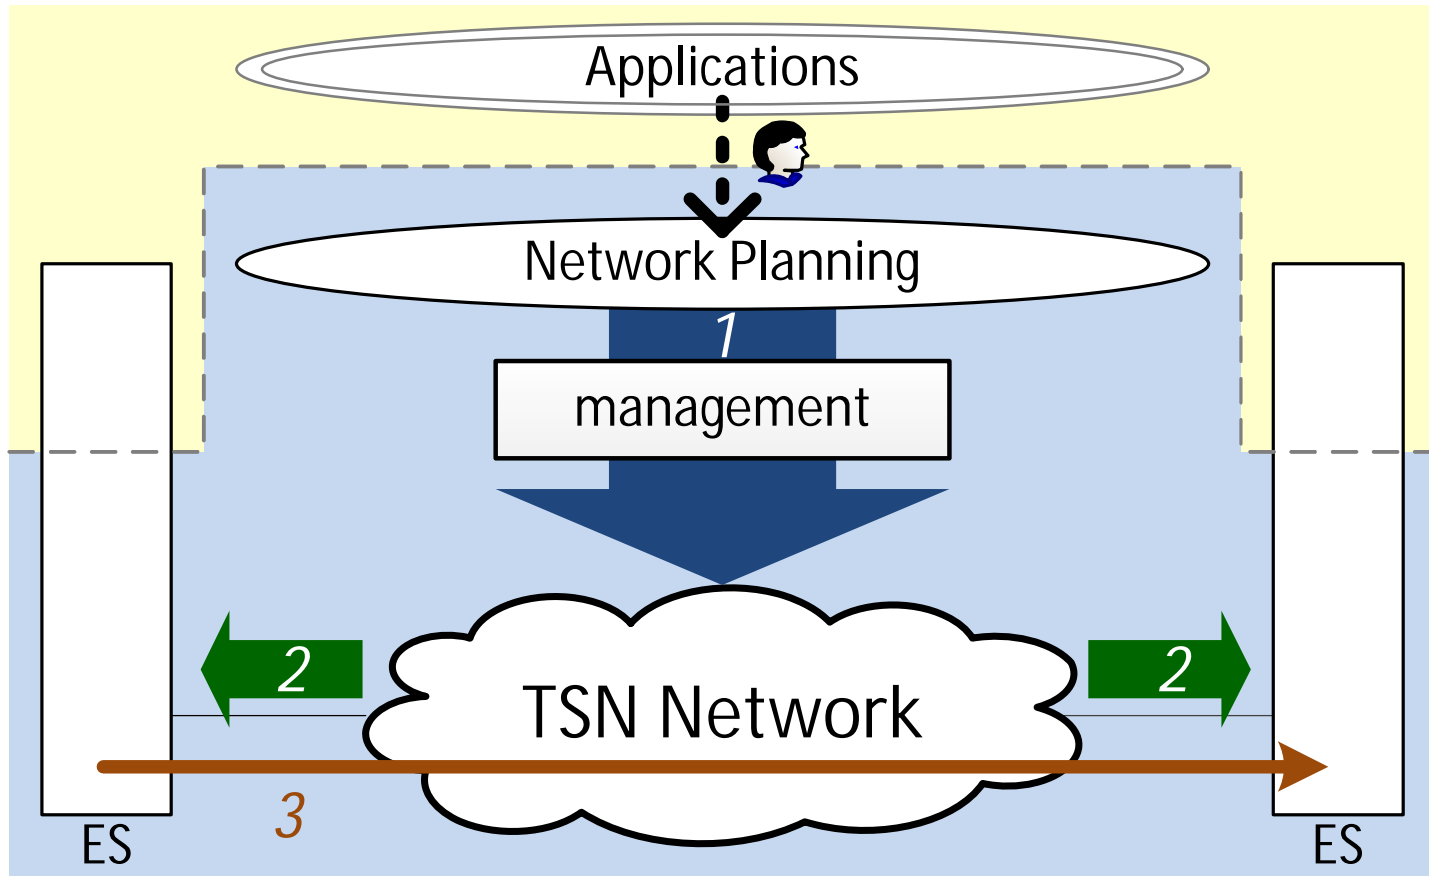 Applications
Network Planning
1
management
2
2
TSN Network
3
ES
ES